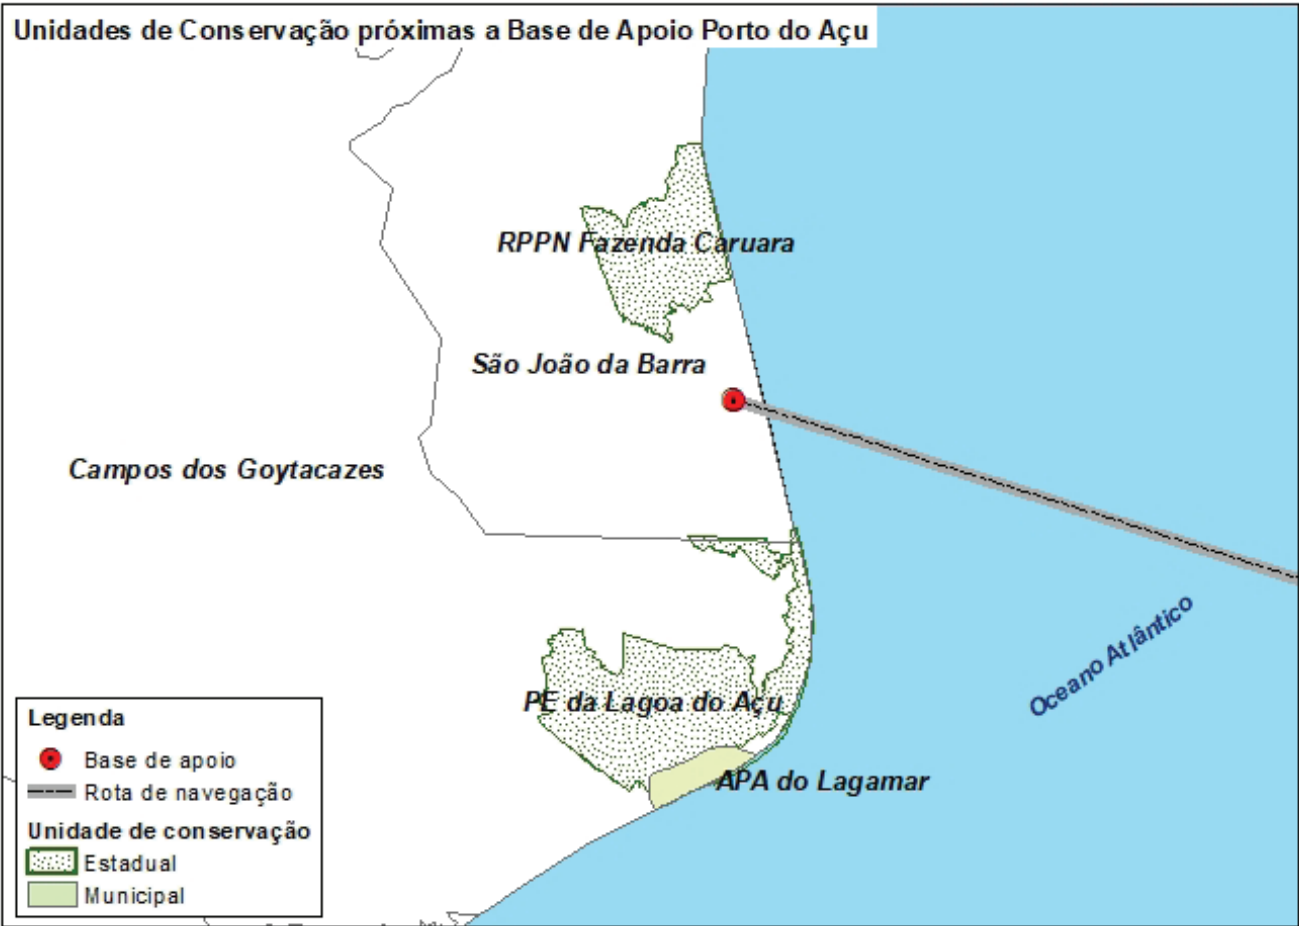 Unidades de Conservação próximas a Base de Apoio Porto do Açu
RPPN Fazenda Caruara
São João da Barra
Campos dos Goytacazes
Oceano Atlântico
PE da Lagoa do Açu
APA do Lagamar
Legenda
Base de apoio
Rota de navegação
Unidade de conservação
Estadual
Municipal